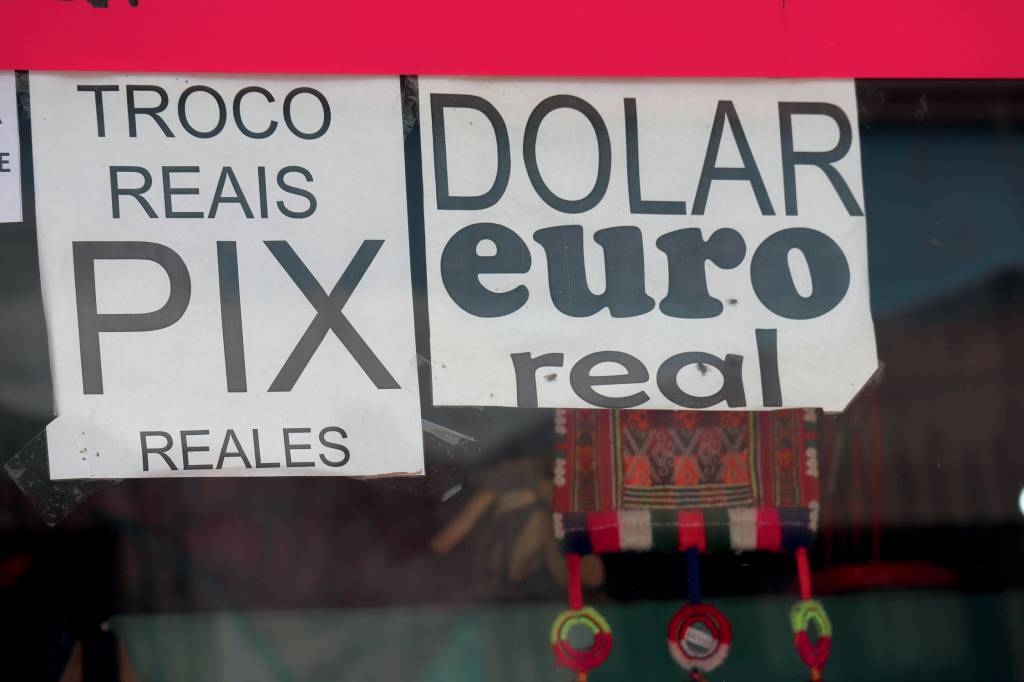 TROCO
REAIS
PIX
REALES
DOLAR
euro
real